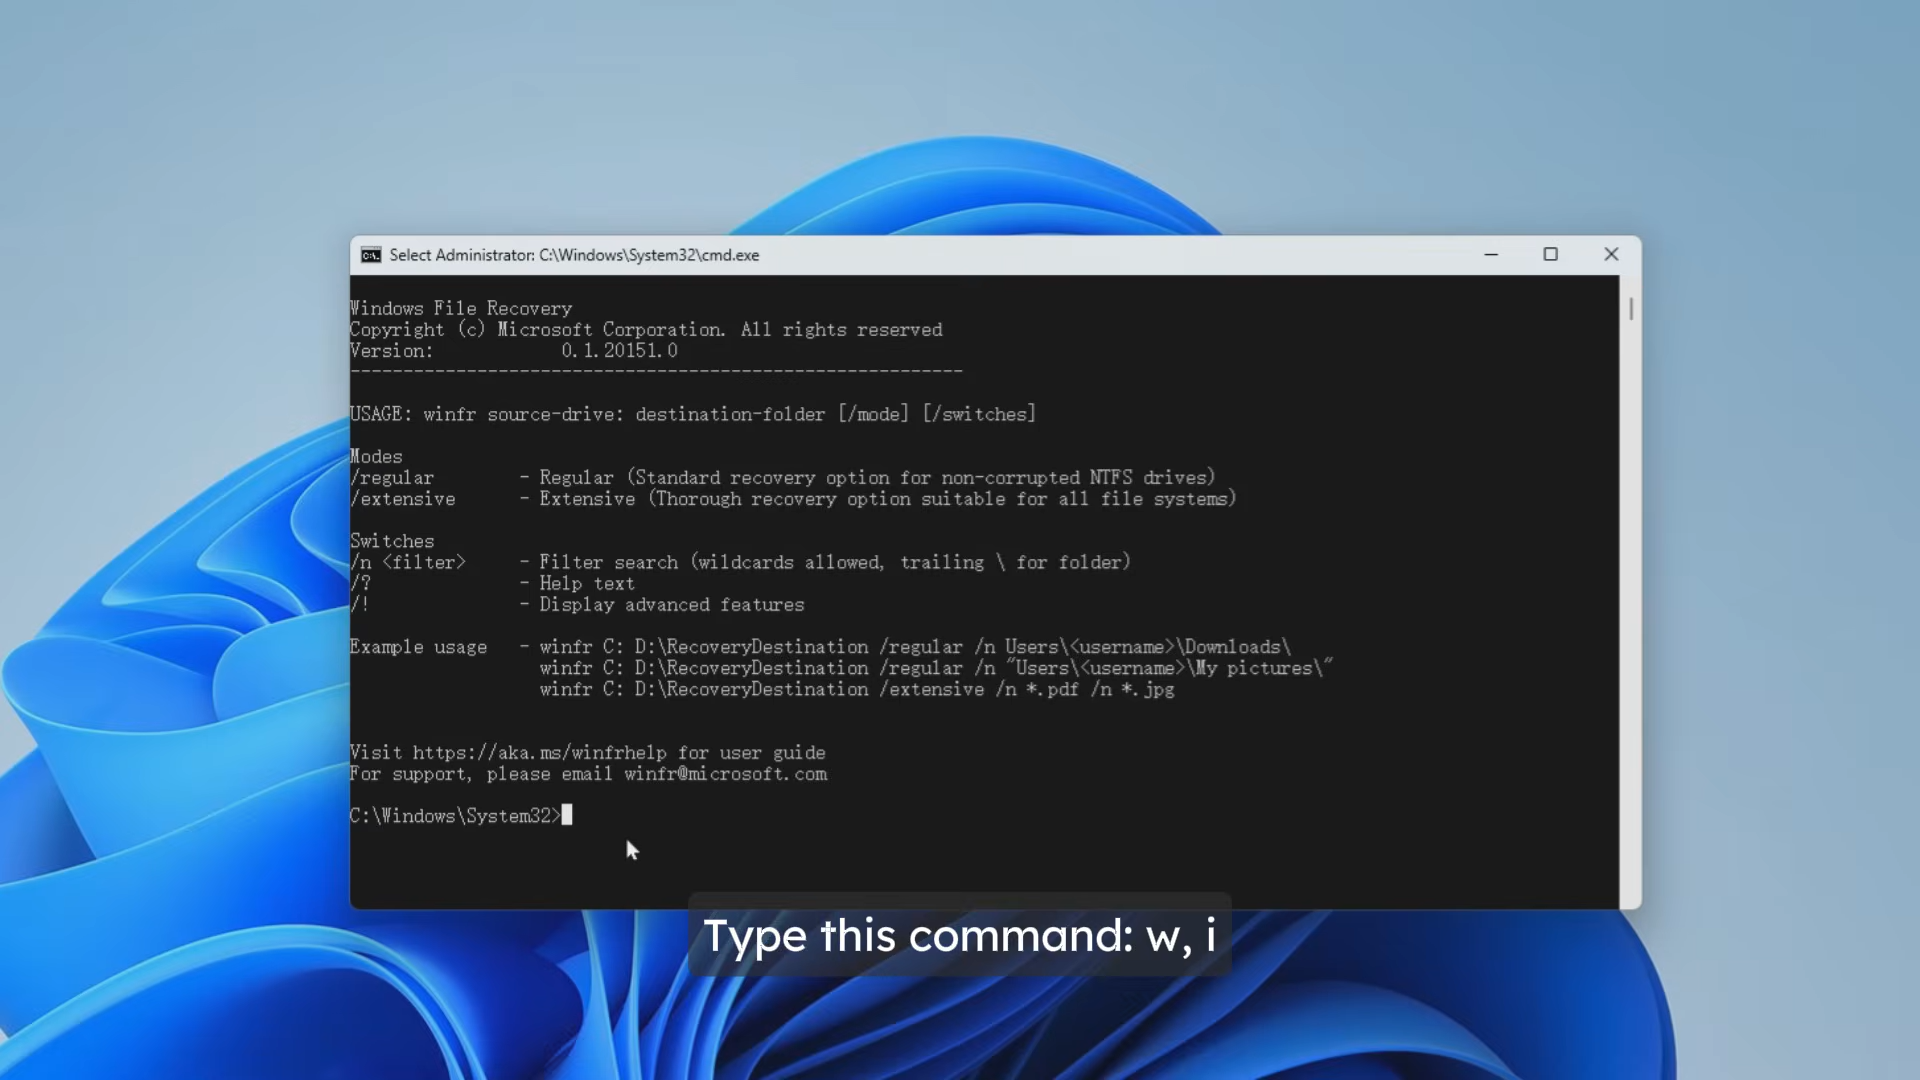 Select Administrator: C:\Windows\System32\cmd.exe
Windows File Recovery
Copyright (c) Microsoft Corporation. All rights reserved
Version: 0.1.20151.0
----------------------------------------------------------
USAGE: winfr source-drive: destination-folder [/mode] [/switches]
Modes
/regular - Regular (Standard recovery option for non-corrupted NTFS drives)
/extensive - Extensive (Thorough recovery option suitable for all file systems)
Switches
/n <filter> - Filter search (wildcards allowed, trailing \ for folder)
/? - Help text
/! - Display advanced features
Example usage - winfr C: D:\RecoveryDestination /regular /n Users\<username>\Downloads\
winfr C: D:\RecoveryDestination /regular /n "Users\<username>\My pictures\"
winfr C: D:\RecoveryDestination /extensive /n *.pdf /n *.jpg
Visit https://aka.ms/winfrhelp for user guide
For support, please email winfr@microsoft.com
C:\Windows\System32>
Type this command: w, i